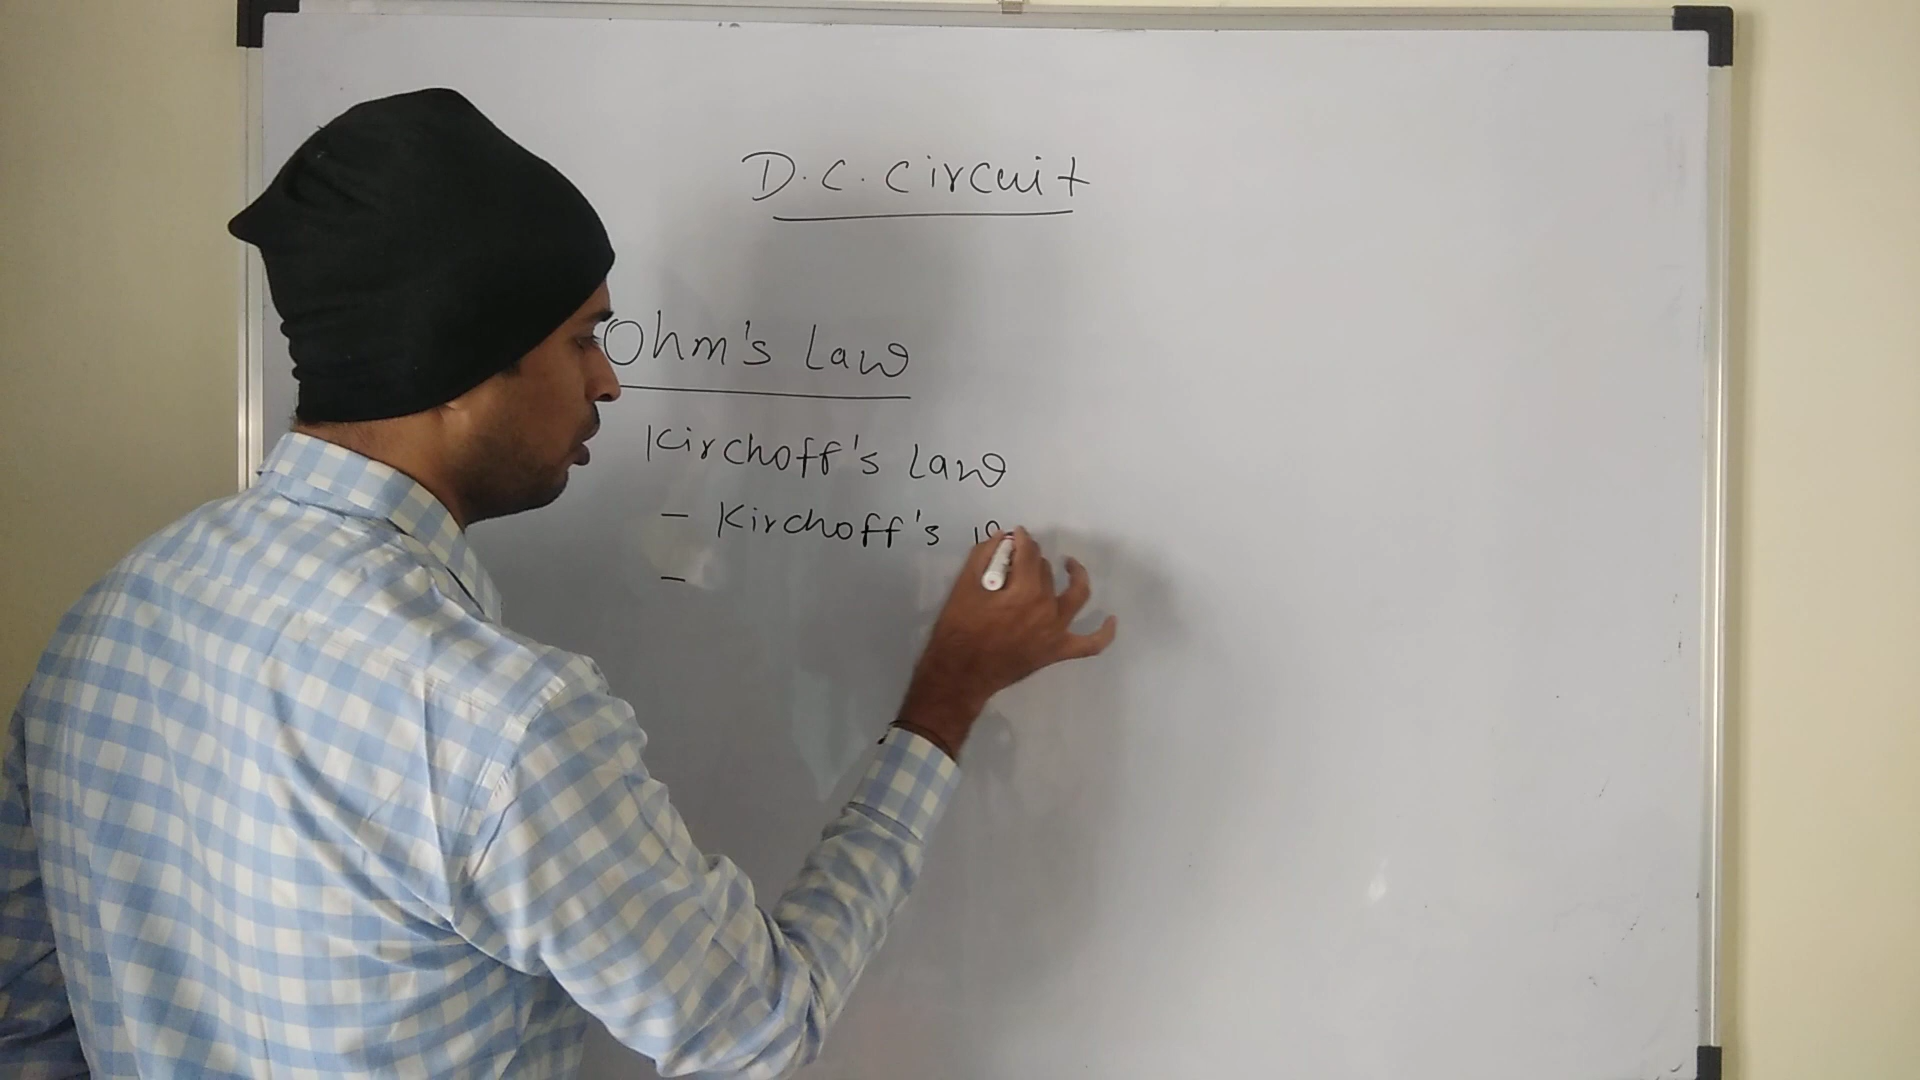 D.C. Circuit
Ohm's Law
Kirchoff's Law
- Kirchoff's
-